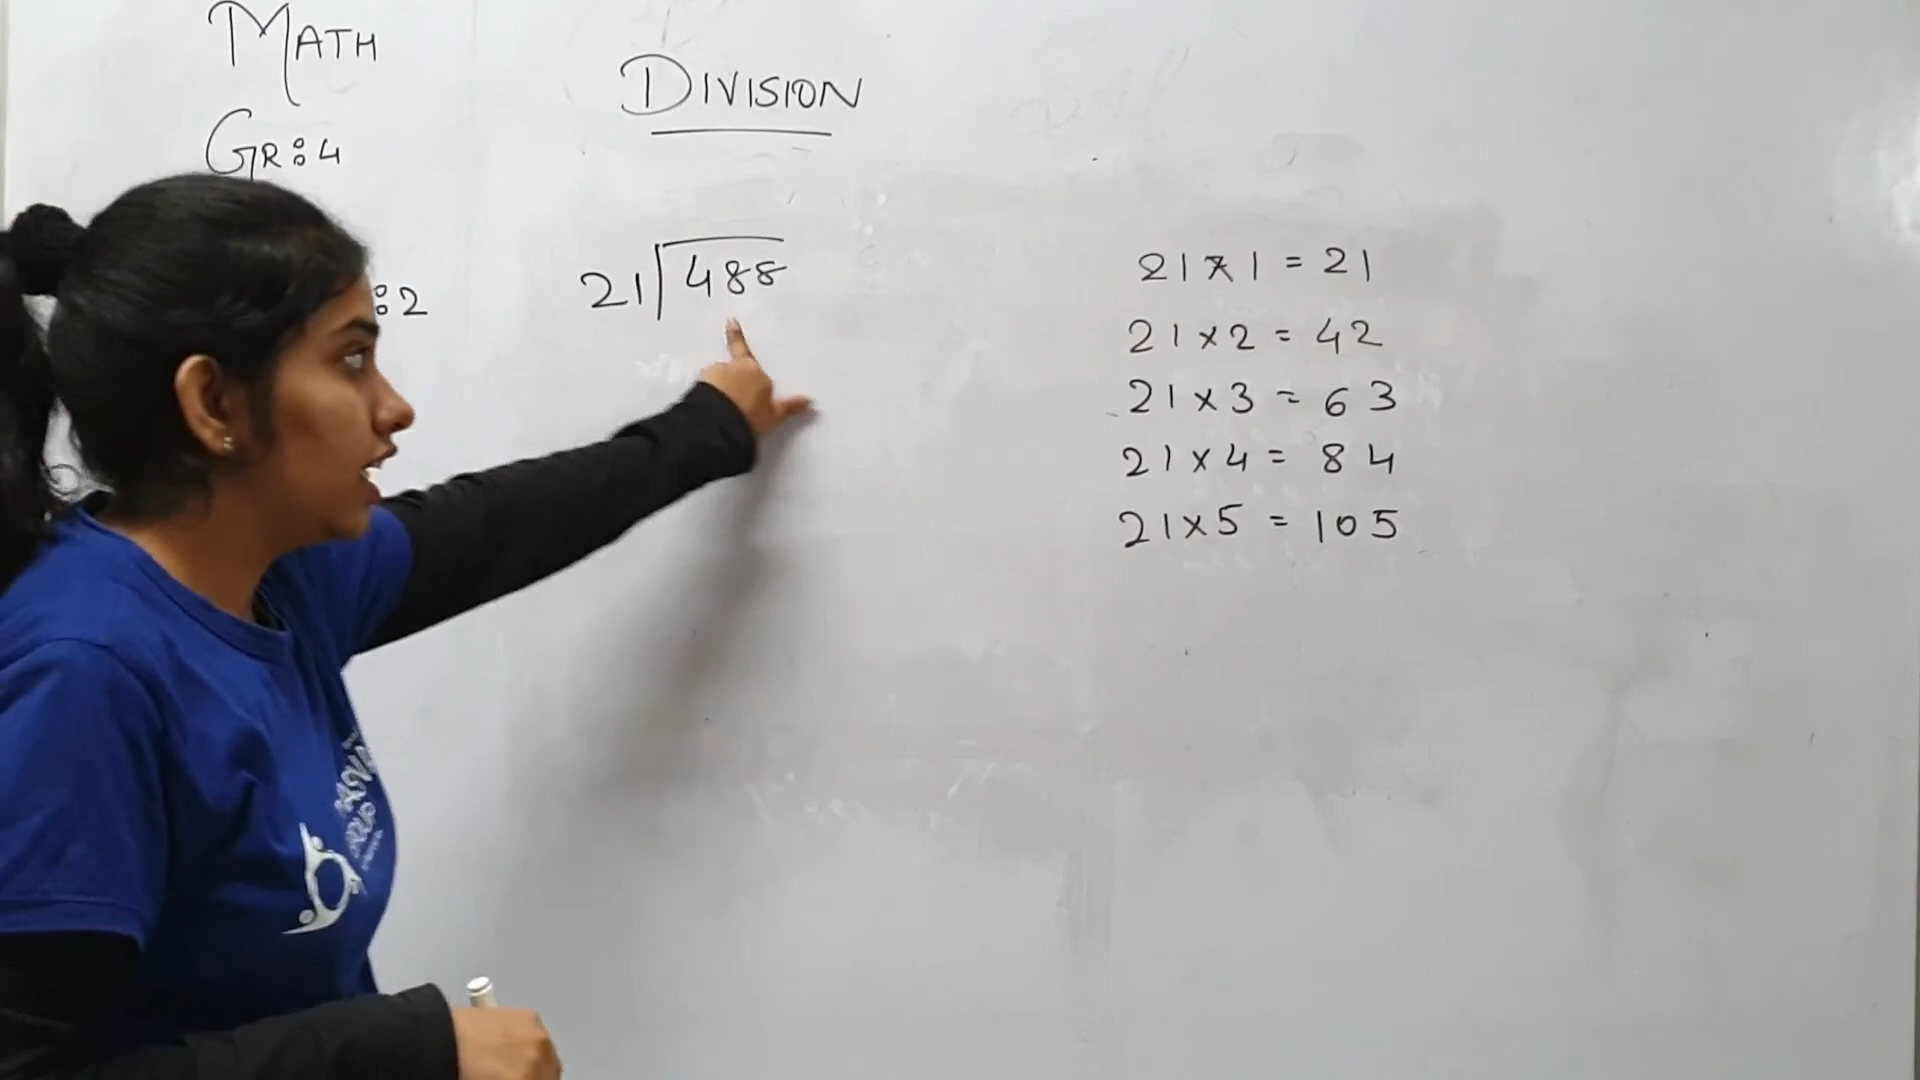 MATH
GR:4
:2
DIVISION
21 488
21 x 1 = 21
21 x 2 = 42
21 x 3 = 63
21 x 4 = 84
21 x 5 = 105